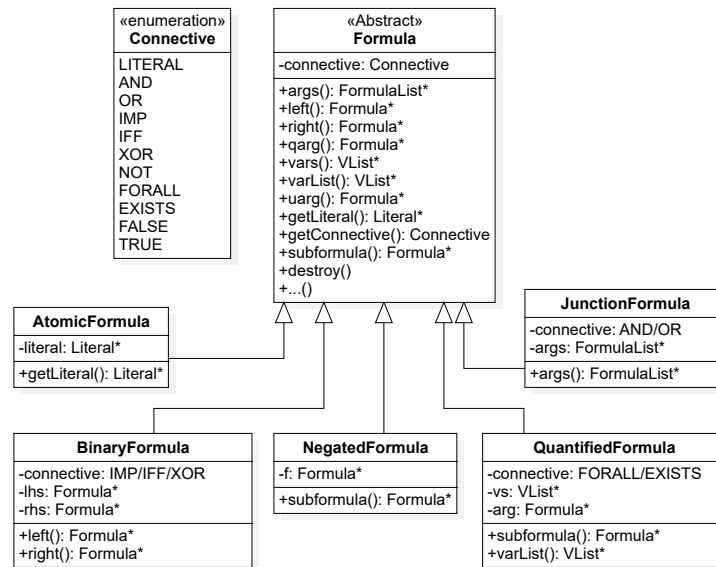 «enumeration»
Connective
LITERAL
AND
OR
IMP
IFF
XOR
NOT
FORALL
EXISTS
FALSE
TRUE
«Abstract»
Formula
-connective: Connective
+args(): FormulaList*
+left(): Formula*
+right(): Formula*
+qarg(): Formula*
+vars(): VList*
+varList(): VList*
+uarg(): Formula*
+getLiteral(): Literal*
+getConnective(): Connective
+subformula(): Formula*
+destroy()
+...()
AtomicFormula
-literal: Literal*
+getLiteral(): Literal*
JunctionFormula
-connective: AND/OR
-args: FormulaList*
+args(): FormulaList*
BinaryFormula
-connective: IMP/IFF/XOR
-lhs: Formula*
-rhs: Formula*
+left(): Formula*
+right(): Formula*
NegatedFormula
-f: Formula*
+subformula(): Formula*
QuantifiedFormula
-connective: FORALL/EXISTS
-vs: VList*
-arg: Formula*
+subformula(): Formula*
+varList(): VList*